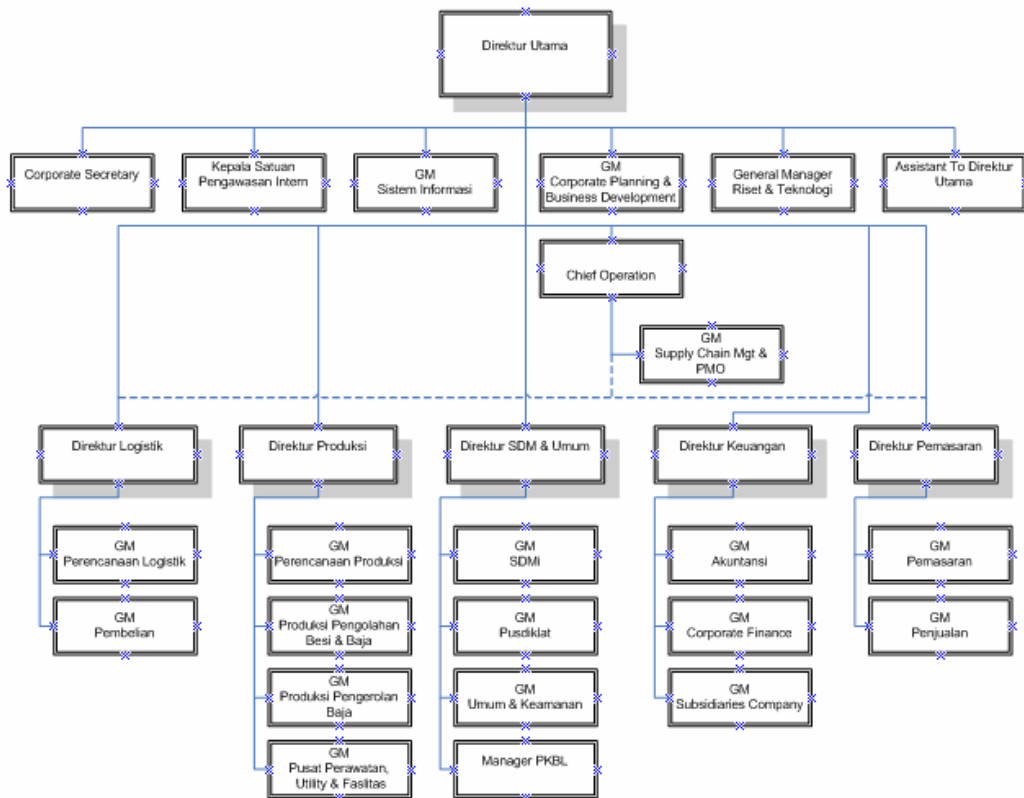 Direktur Utama
Corporate Secretary
Kepala Satuan
Pengawasan Intern
GM
Sistem Informasi
GM
Corporate Planning &
Business Development
General Manager
Riset & Teknologi
Assistant To Direktur
Utama
Chief Operation
GM
Supply Chain Mgt &
PMO
Direktur Logistik
Direktur Produksi
Direktur SDM & Umum
Direktur Keuangan
Direktur Pemasaran
GM
Perencanaan Logistik
GM
Pembelian
GM
Perencanaan Produksi
GM
Produksi Pengolahan
Besi & Baja
GM
Produksi Pengerolan
Baja
GM
Pusat Perawatan,
Utility & Faslitas
GM
SDMi
GM
Pusdiklat
GM
Umum & Keamanan
Manager PKBL
GM
Akuntansi
GM
Corporate Finance
GM
Subsidiaries Company
GM
Pemasaran
GM
Penjualan